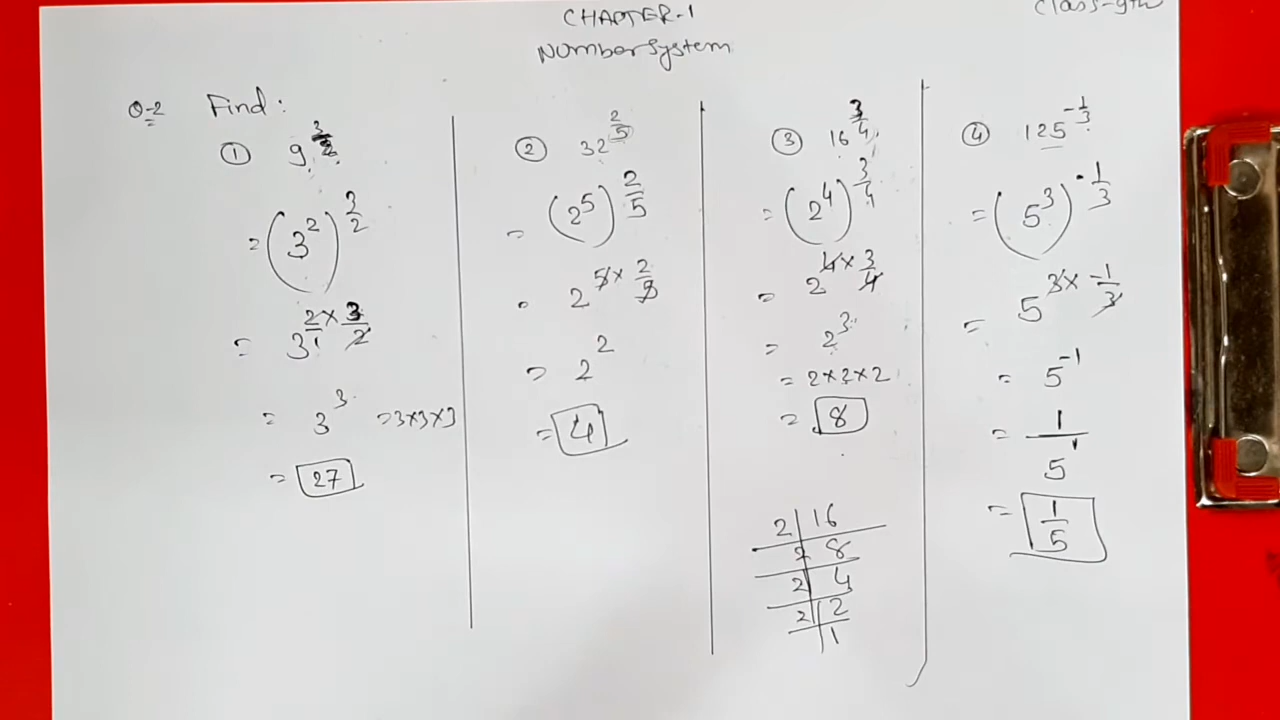 CHAPTER-1
Class-9th
Number System
Q-2 Find:
① 9^(3/2)
= (3^2)^(3/2)
= 3^(2/1 × 3/2)
= 3^3 = 3×3×3
= 27
② 32^(2/5)
= (2^5)^(2/5)
= 2^(5 × 2/5)
= 2^2
= 4
③ 16^(3/4)
= (2^4)^(3/4)
= 2^(4 × 3/4)
= 2^3
= 2×2×2
= 8
2 | 16
2 | 8
2 | 4
2 | 2
| 1
④ 125^(-1/3)
= (5^3)^(-1/3)
= 5^(3 × -1/3)
= 5^-1
= 1/5^1
= 1/5